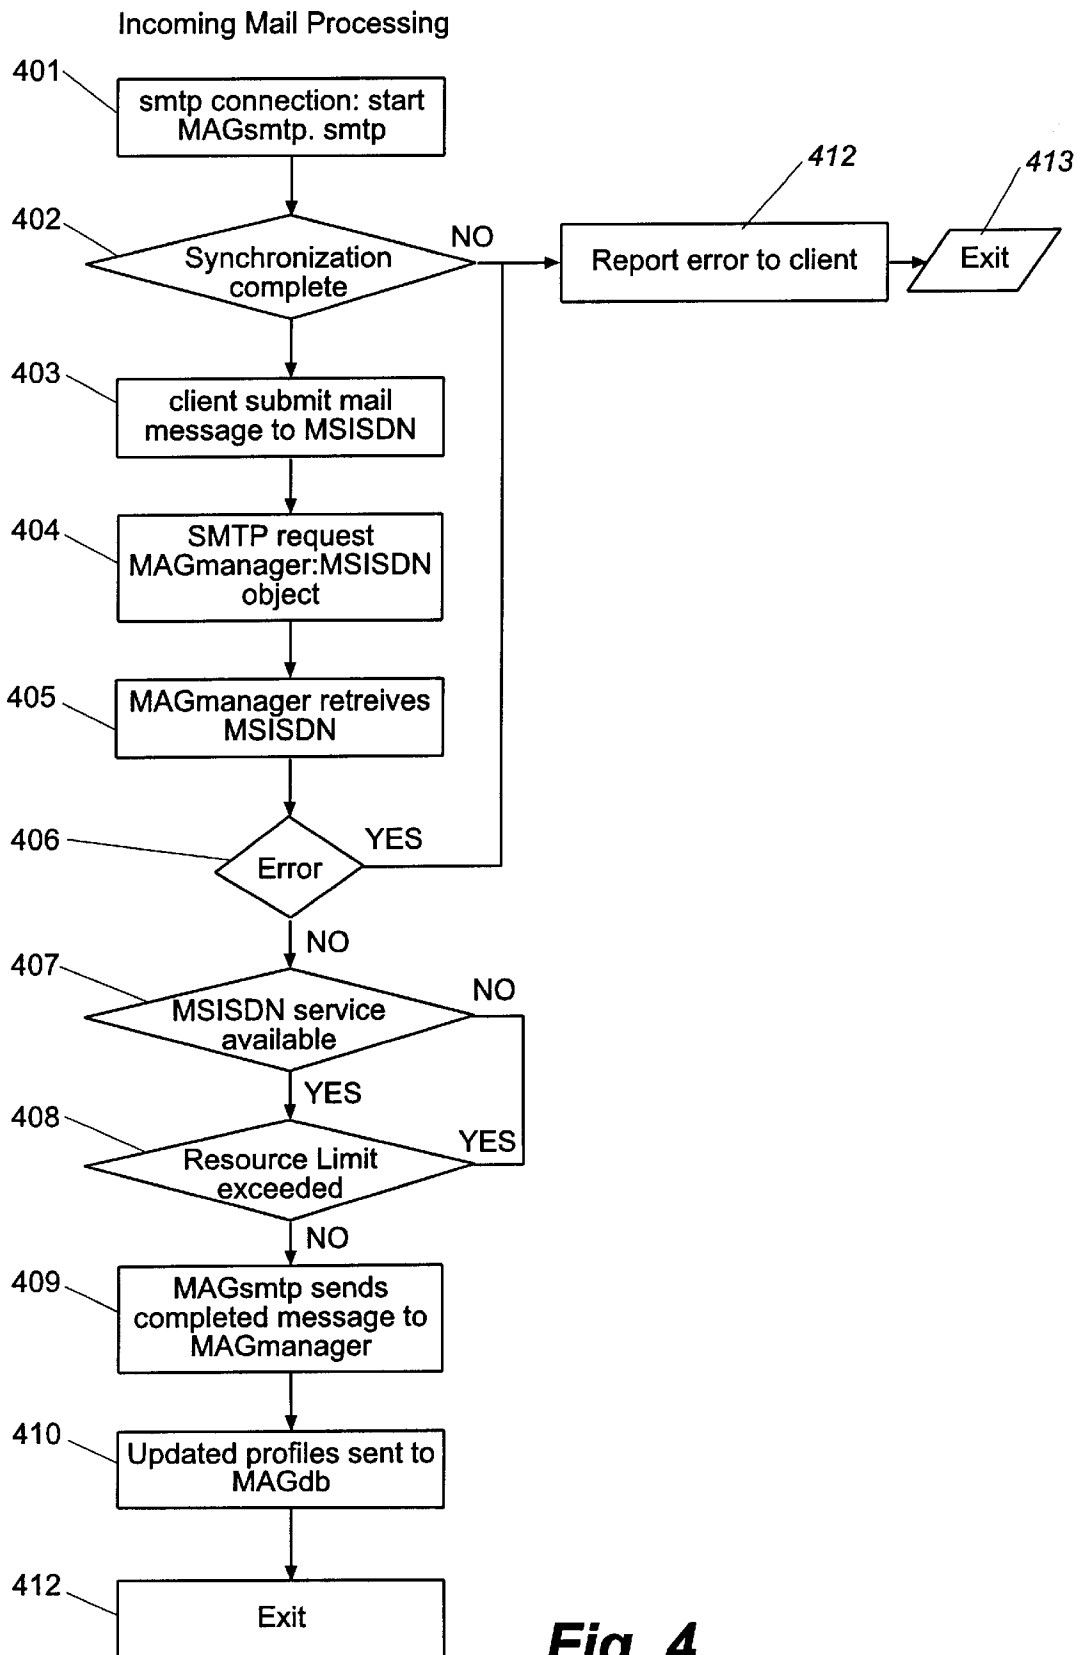 Incoming Mail Processing
401
smtp connection: start
MAGsmtp. smtp
412
413
402
NO
Synchronization
complete
Report error to client
Exit
403
client submit mail
message to MSISDN
404
SMTP request
MAGmanager:MSISDN
object
405
MAGmanager retreives
MSISDN
406
YES
Error
NO
407
NO
MSISDN service
available
YES
408
YES
Resource Limit
exceeded
NO
409
MAGsmtp sends
completed message to
MAGmanager
410
Updated profiles sent to
MAGdb
412
Exit
Fig. 4